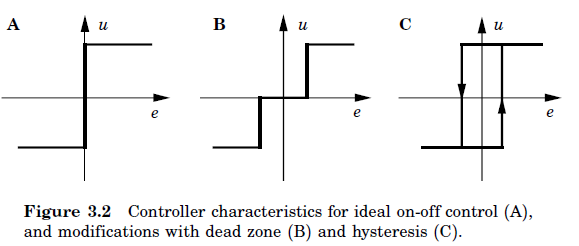 A u B u C u
e e e
Figure 3.2 Controller characteristics for ideal on-off control (A),
and modifications with dead zone (B) and hysteresis (C).